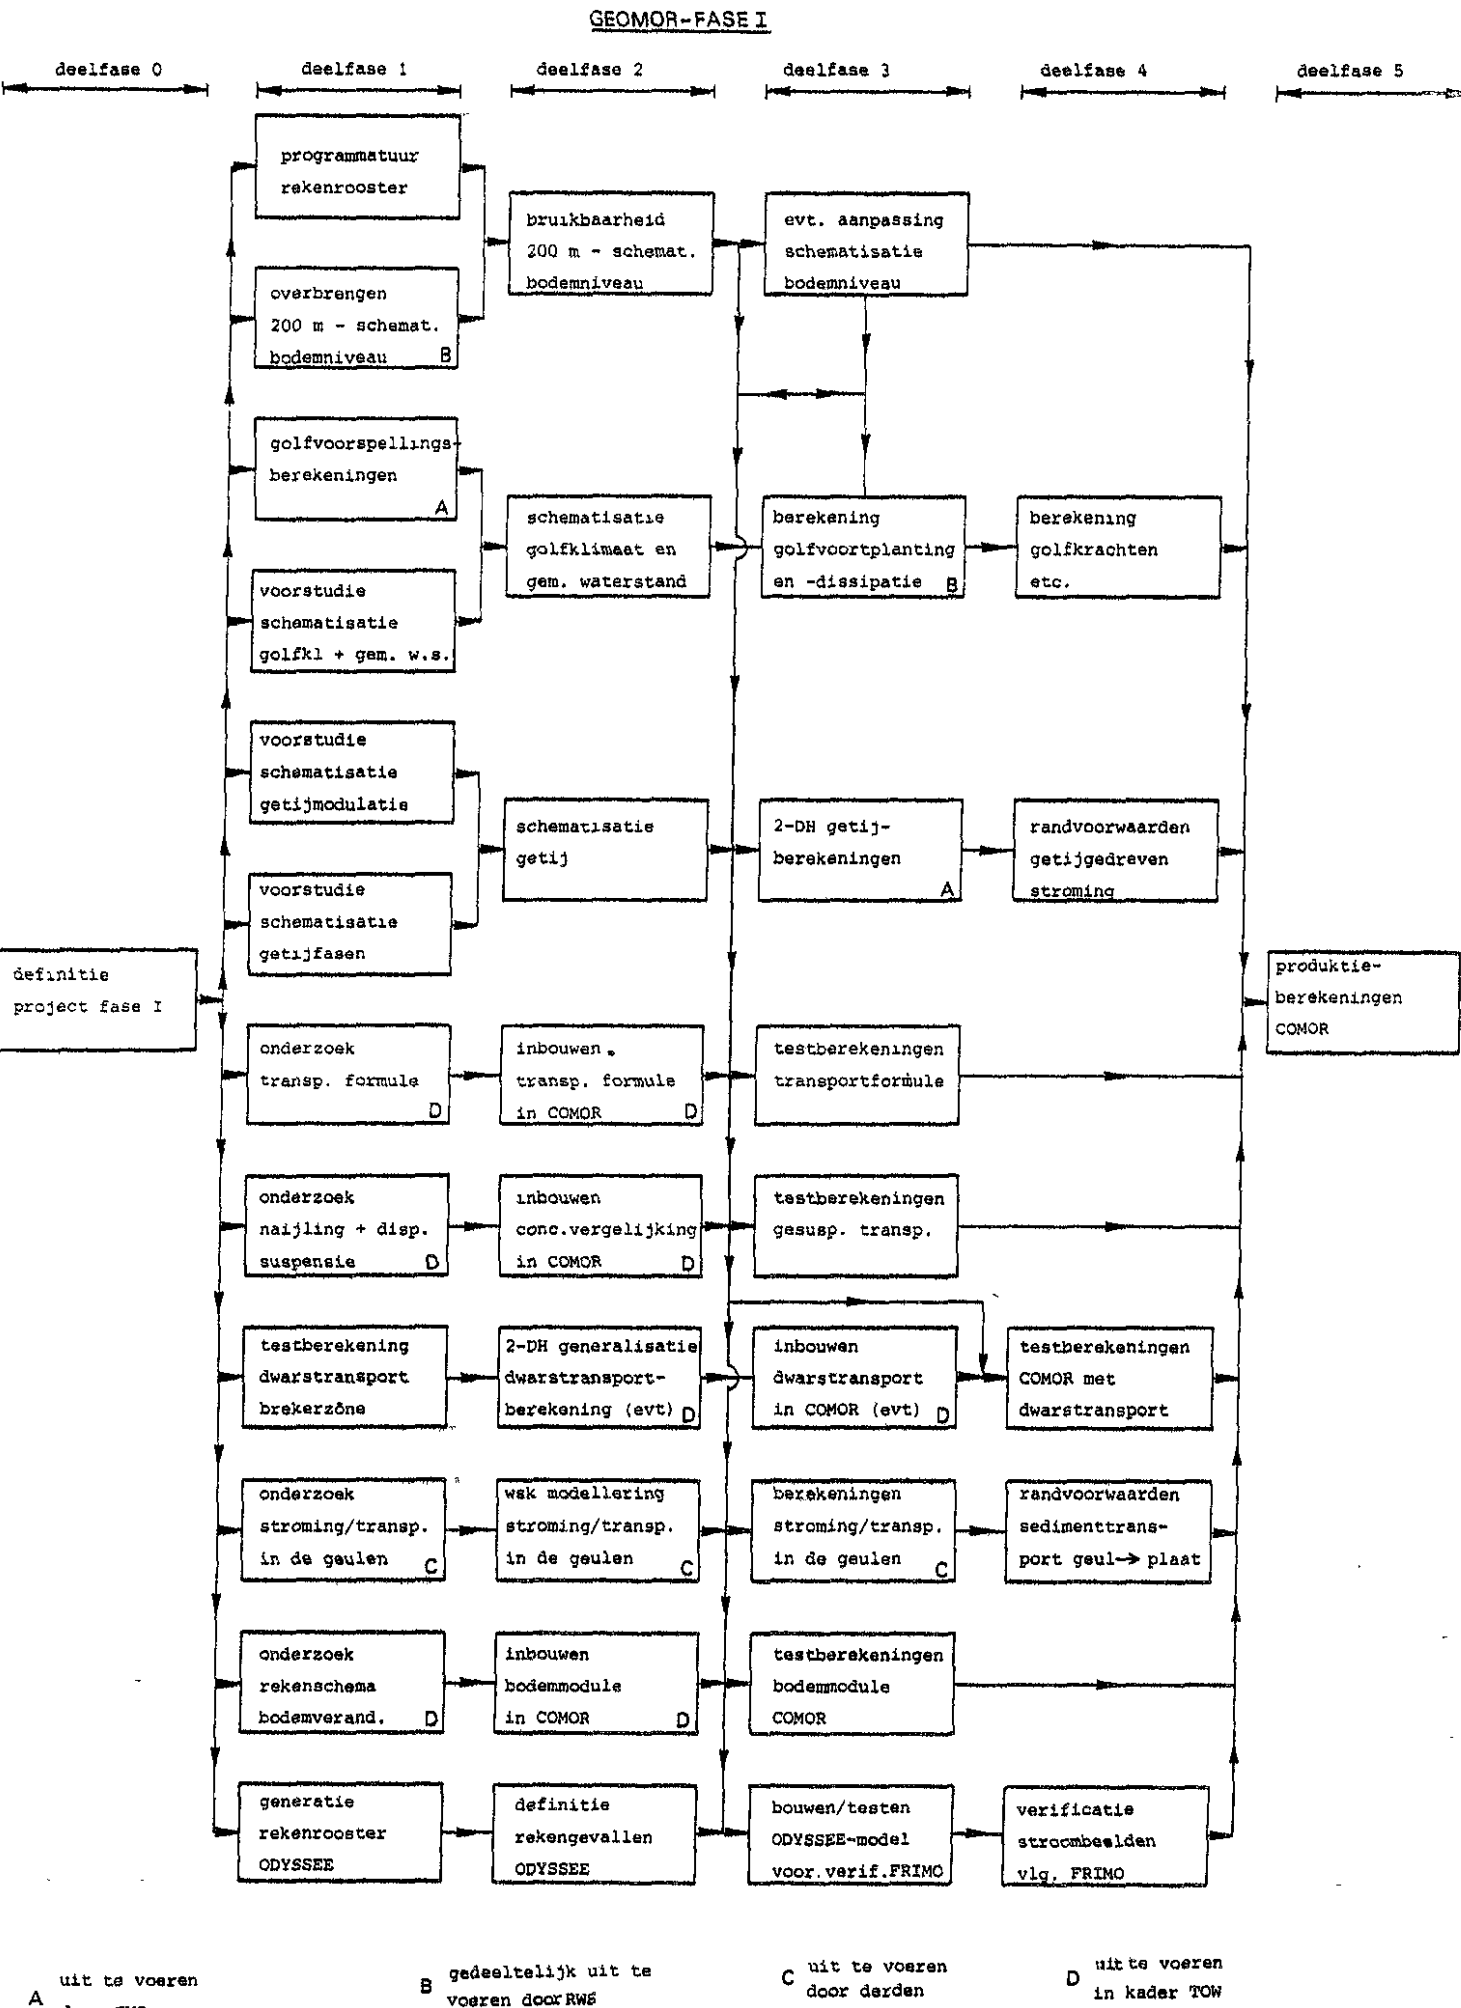 GEOMOR-FASE I
deelfase 0
deelfase 1
deelfase 2
deelfase 3
deelfase 4
deelfase 5
programmatuur
rekenrooster
overbrengen
200 m - schemat.
bodemniveau B
bruikbaarheid
200 m - schemat.
bodemniveau
evt. aanpassing
schematisatie
bodemniveau
golfvoorspellings-
berekeningen
A
voorstudie
schematisatie
golfkl + gem. w.s.
schematisatie
golfklimaat en
gem. waterstand
berekening
golfvoortplanting
en -dissipatie B
berekening
golfkrachten
etc.
voorstudie
schematisatie
getijmodulatie
voorstudie
schematisatie
getijfasen
schematisatie
getij
2-DH getij-
berekeningen
A
randvoorwaarden
getijgedreven
stroming
definitie
project fase I
produktie-
berekeningen
COMOR
onderzoek
transp. formule
D
inbouwen.
transp. formule
in COMOR D
testberekeningen
transportformule
onderzoek
naijling + disp.
suspensie D
inbouwen
conc.vergelijking
in COMOR D
testberekeningen
gesusp. transp.
testberekening
dwarstransport
brekerzône
2-DH generalisatie
dwarstransport-
berekening (evt) D
inbouwen
dwarstransport
in COMOR (evt) D
testberekeningen
COMOR met
dwarstransport
onderzoek
stroming/transp.
in de geulen C
wsk modellering
stroming/transp.
in de geulen C
berekeningen
stroming/transp.
in de geulen C
randvoorwaarden
sedimenttrans-
port geul→ plaat
onderzoek
rekenschema
bodemverand. D
inbouwen
bodemmodule
in COMOR D
testberekeningen
bodemmodule
COMOR
generatie
rekenrooster
ODYSSEE
definitie
rekengevallen
ODYSSEE
bouwen/testen
ODYSSEE-model
voor.verif.FRIMO
verificatie
stroombeelden
vlg. FRIMO
A uit te voeren
B gedeeltelijk uit te
voeren door RWS
C uit te voeren
door derden
D uit te voeren
in kader TOW